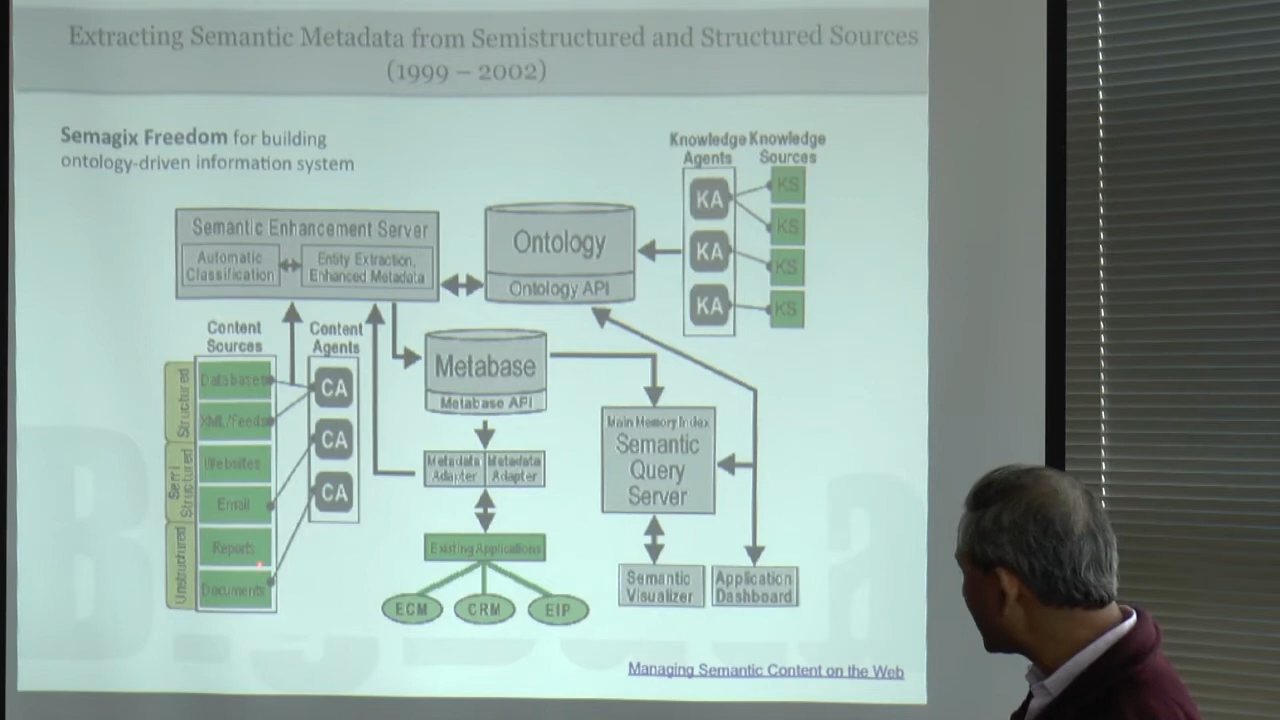 Extracting Semantic Metadata from Semistructured and Structured Sources
(1999 – 2002)
Semagix Freedom for building
ontology-driven information system
Knowledge Knowledge
Agents Sources
KA
KS
KS
KA
KS
KA
KS
Semantic Enhancement Server
Automatic
Classification
Entity Extraction,
Enhanced Metadata
Ontology
Ontology API
Content
Sources
Content
Agents
Structured
Semi
Structured
Unstructured
Databases
XML/Feeds
Websites
Email
Reports
Documents
CA
CA
CA
Metabase
Metabase API
Metadata
Adapter
Metadata
Adapter
Existing Applications
ECM
CRM
EIP
Main Memory Index
Semantic
Query
Server
Semantic
Visualizer
Application
Dashboard
Managing Semantic Content on the Web